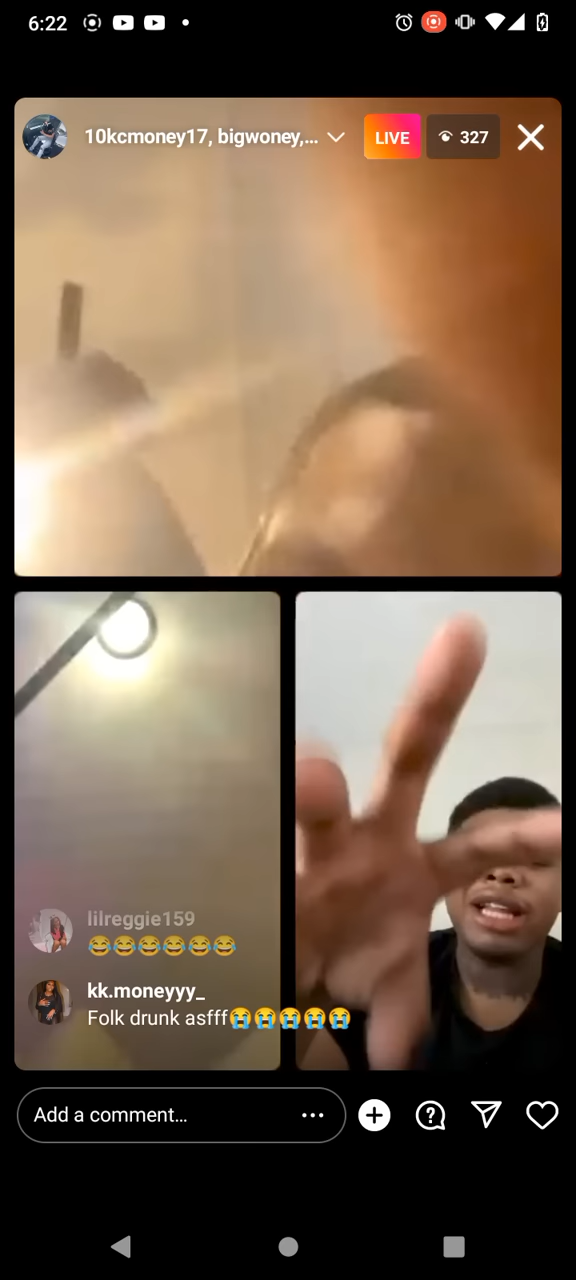 6:22
10kcmoney17, bigwoney,...
LIVE
327
lilreggie159
😂😂😂😂😂😂
kk.moneyyy_
Folk drunk asfff😭😭😭😭😭
Add a comment...